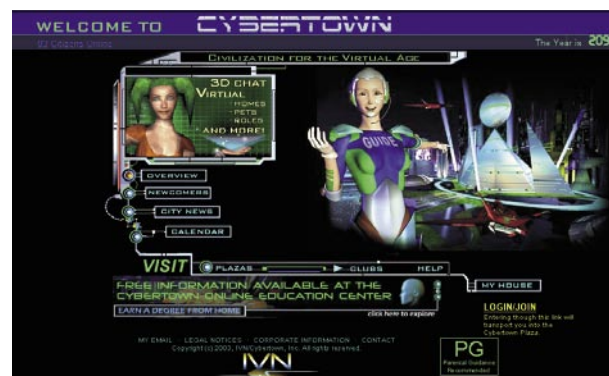 WELCOME TO CYBERTOWN
93 Citizens Online
The Year is 209
CIVILIZATION FOR THE VIRTUAL AGE
3D CHAT
VIRTUAL
- HOMES
- PETS
- ROLES
AND MORE!
GUIDE
OVERVIEW
NEWCOMERS
CITY NEWS
CALENDAR
VISIT PLAZAS CLUBS HELP
MY HOUSE
FREE INFORMATION AVAILABLE AT THE
CYBERTOWN ONLINE EDUCATION CENTER
EARN A DEGREE FROM HOME
click here to explore
LOGIN/JOIN
Entering though this link will
transport you into the
Cybertown Plaza.
MY EMAIL - LEGAL NOTICES - CORPORATE INFORMATION - CONTACT
Copyright (c) 2003, IVN/Cybertown, Inc. All rights reserved.
IVN
PG
Parental Guidance
Recommended